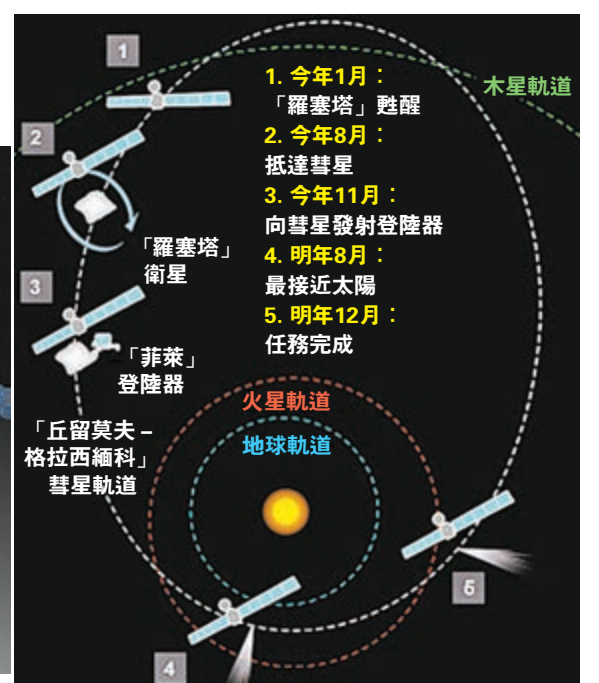 1
1. 今年1月：
「羅塞塔」甦醒
木星軌道
2. 今年8月：
抵達彗星
2
3. 今年11月：
向彗星發射登陸器
「羅塞塔」
衛星
4. 明年8月：
最接近太陽
3
5. 明年12月：
任務完成
「菲萊」
登陸器
火星軌道
「丘留莫夫–
格拉西緬科」
彗星軌道
地球軌道
5
4